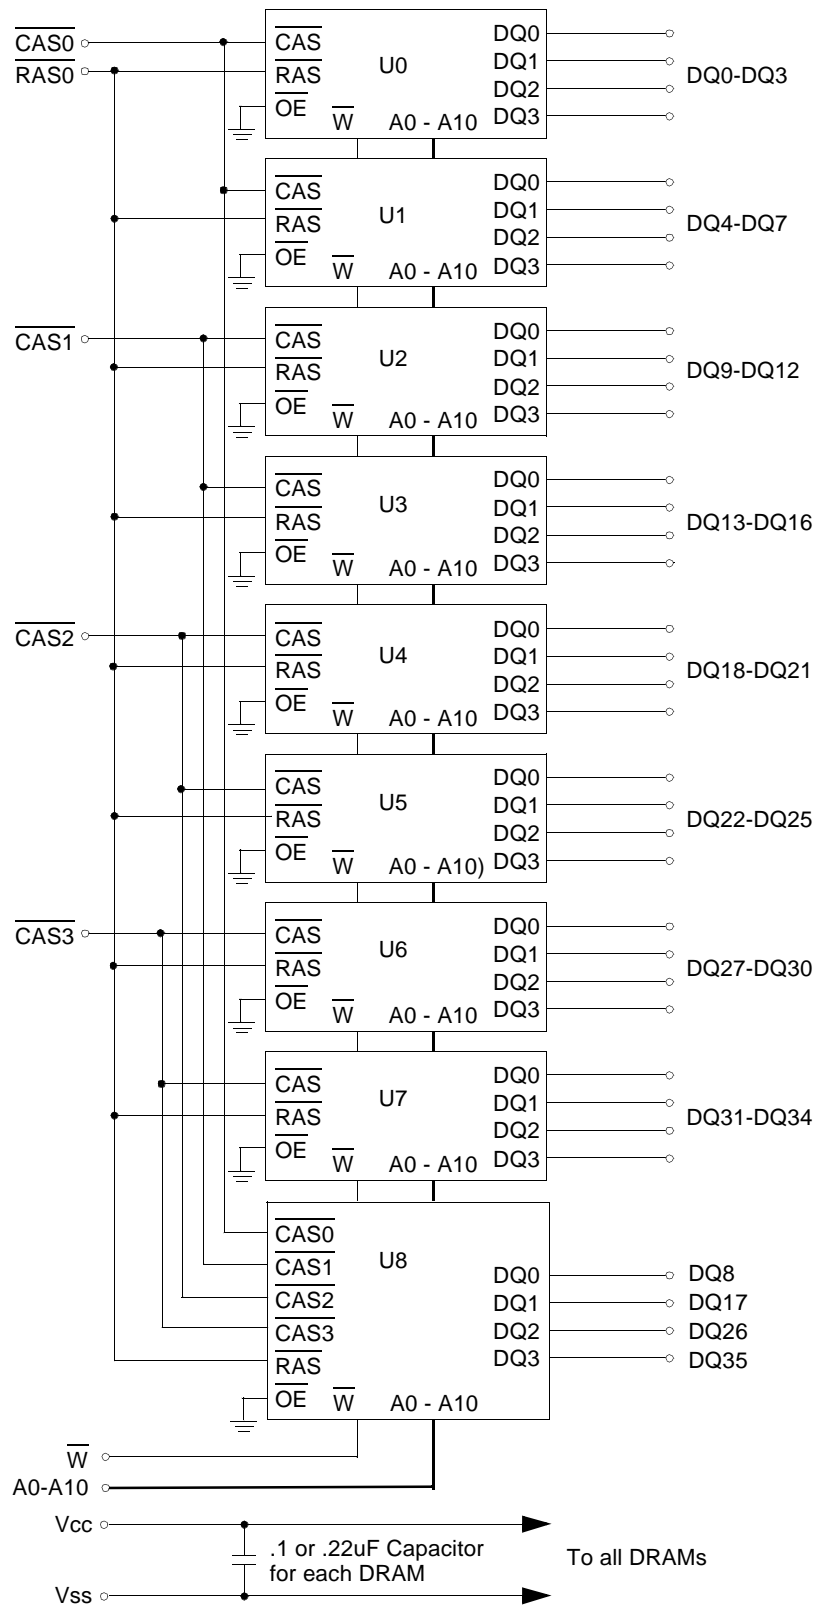 CAS0
RAS0
CAS
RAS
OE
W
U0
A0 - A10
DQ0
DQ1
DQ2
DQ3
DQ0-DQ3
CAS
RAS
OE
W
U1
A0 - A10
DQ0
DQ1
DQ2
DQ3
DQ4-DQ7
CAS1
CAS
RAS
OE
W
U2
A0 - A10
DQ0
DQ1
DQ2
DQ3
DQ9-DQ12
CAS
RAS
OE
W
U3
A0 - A10
DQ0
DQ1
DQ2
DQ3
DQ13-DQ16
CAS2
CAS
RAS
OE
W
U4
A0 - A10
DQ0
DQ1
DQ2
DQ3
DQ18-DQ21
CAS
RAS
OE
W
U5
A0 - A10)
DQ0
DQ1
DQ2
DQ3
DQ22-DQ25
CAS3
CAS
RAS
OE
W
U6
A0 - A10
DQ0
DQ1
DQ2
DQ3
DQ27-DQ30
CAS
RAS
OE
W
U7
A0 - A10
DQ0
DQ1
DQ2
DQ3
DQ31-DQ34
CAS0
CAS1
CAS2
CAS3
RAS
OE
W
U8
A0 - A10
DQ0
DQ1
DQ2
DQ3
DQ8
DQ17
DQ26
DQ35
W
A0-A10
Vcc
.1 or .22uF Capacitor
for each DRAM
To all DRAMs
Vss